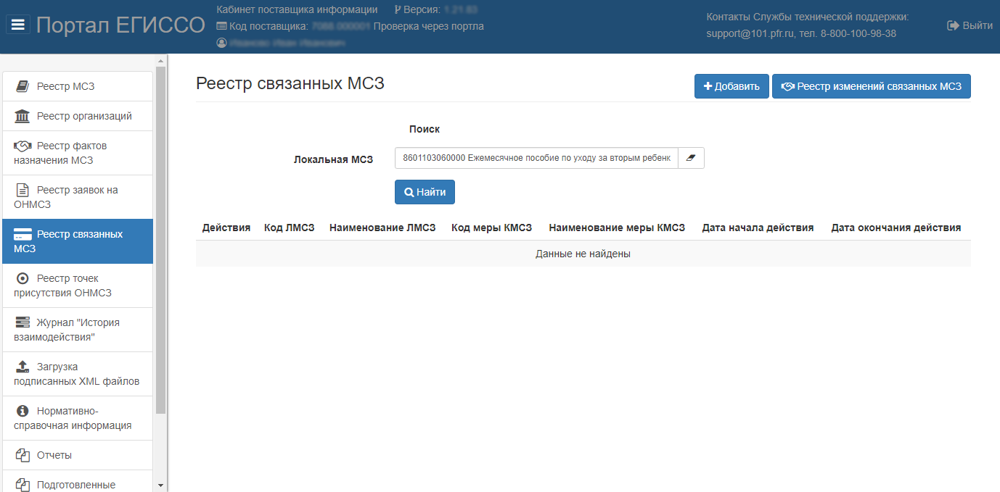 Портал ЕГИССО
Кабинет поставщика информации
Версия:
Код поставщика: Проверка через портла
Контакты Службы технической поддержки:
support@101.pfr.ru, тел. 8-800-100-98-38
Выйти
Реестр МСЗ
Реестр организаций
Реестр фактов
назначения МСЗ
Реестр заявок на
ОНМСЗ
Реестр связанных
МСЗ
Реестр точек
присутствия ОНМСЗ
Журнал "История
взаимодействия"
Загрузка
подписанных XML файлов
Нормативно-
справочная информация
Отчеты
Подготовленные
Реестр связанных МСЗ
Добавить
Реестр изменений связанных МСЗ
Поиск
Локальная МСЗ
8601103060000 Ежемесячное пособие по уходу за вторым ребенк
Найти
Действия Код ЛМСЗ Наименование ЛМСЗ Код меры КМСЗ Наименование меры КМСЗ Дата начала действия Дата окончания действия
Данные не найдены